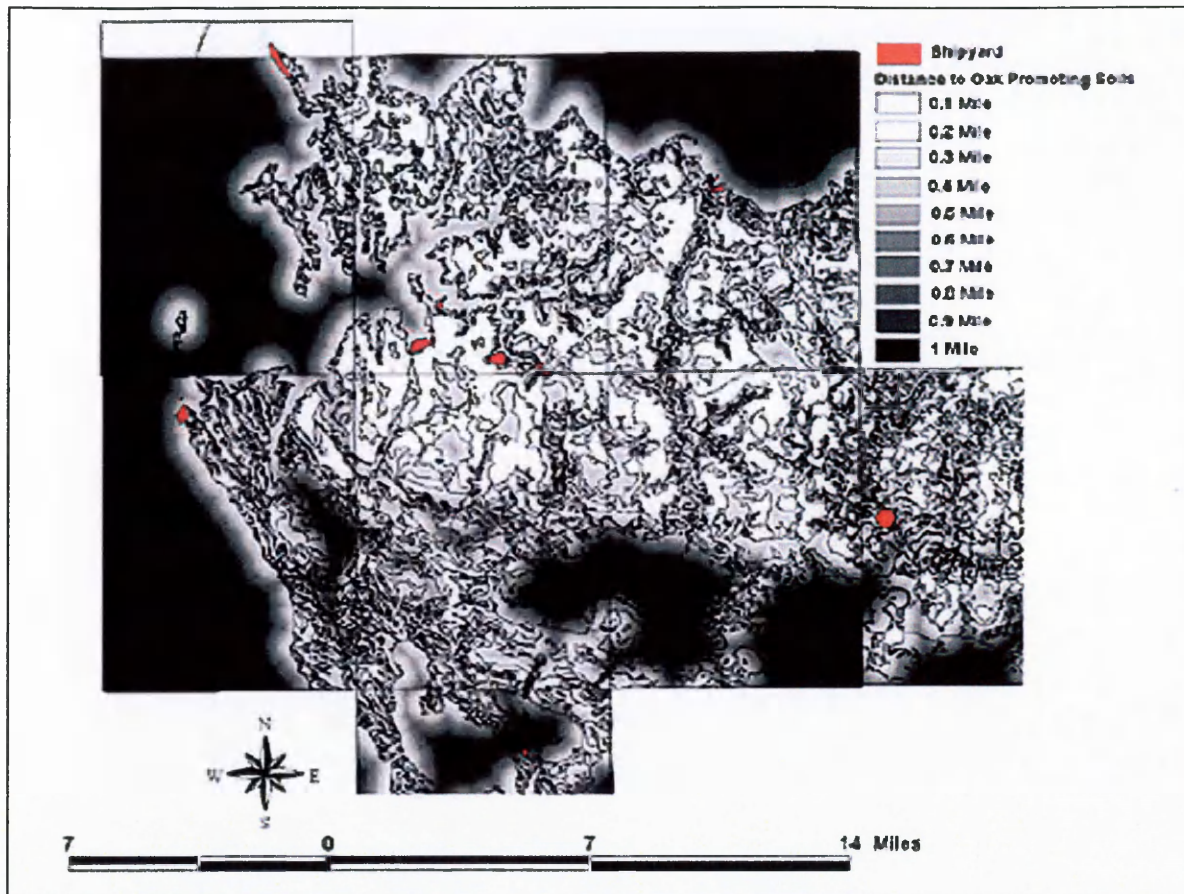 Shipyard
Distance to Oak Promoting Soils
0.1 Mile
0.2 Mile
0.3 Mile
0.4 Mile
0.5 Mile
0.6 Mile
0.7 Mile
0.8 Mile
0.9 Mile
1 Mile
N
W E
S
7 0 7 14 Miles